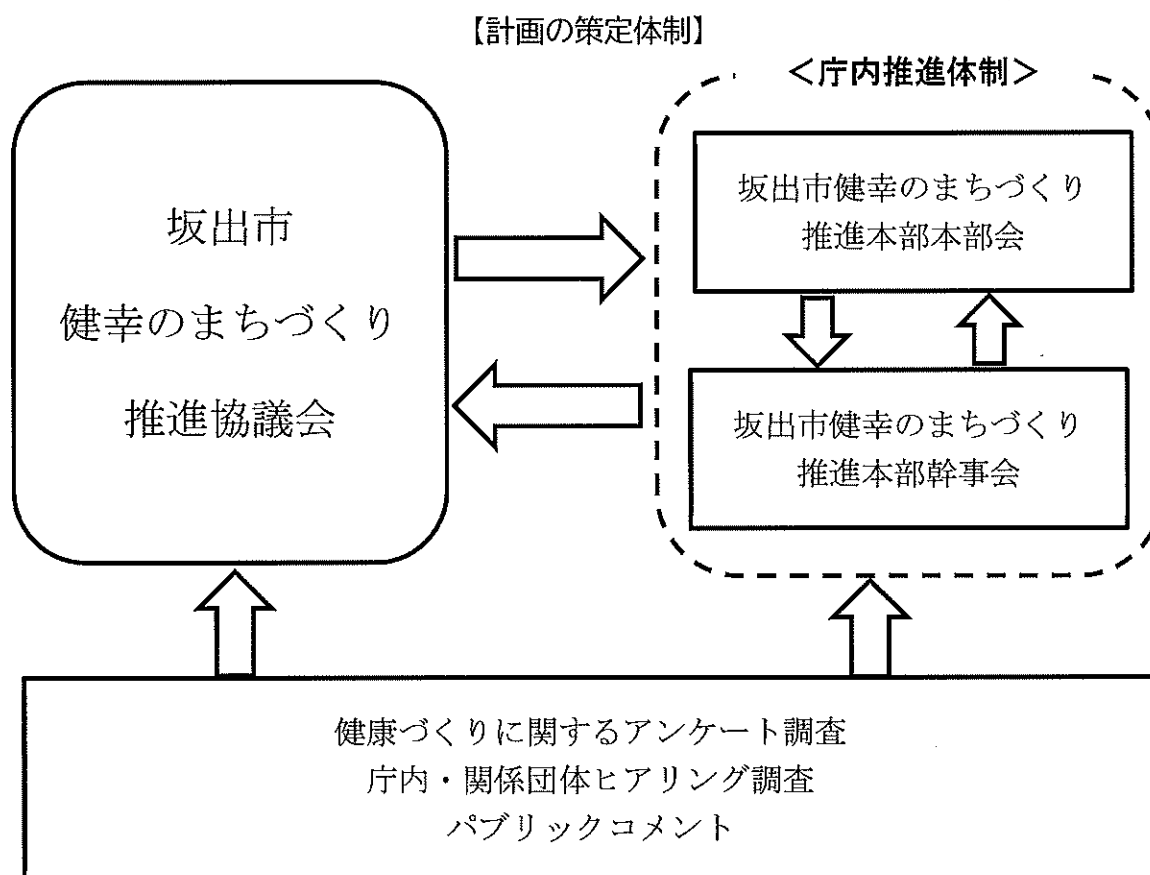 【計画の策定体制】
＜庁内推進体制＞
坂出市
健幸のまちづくり
推進協議会
坂出市健幸のまちづくり
推進本部本部会
坂出市健幸のまちづくり
推進本部幹事会
健康づくりに関するアンケート調査
庁内・関係団体ヒアリング調査
パブリックコメント